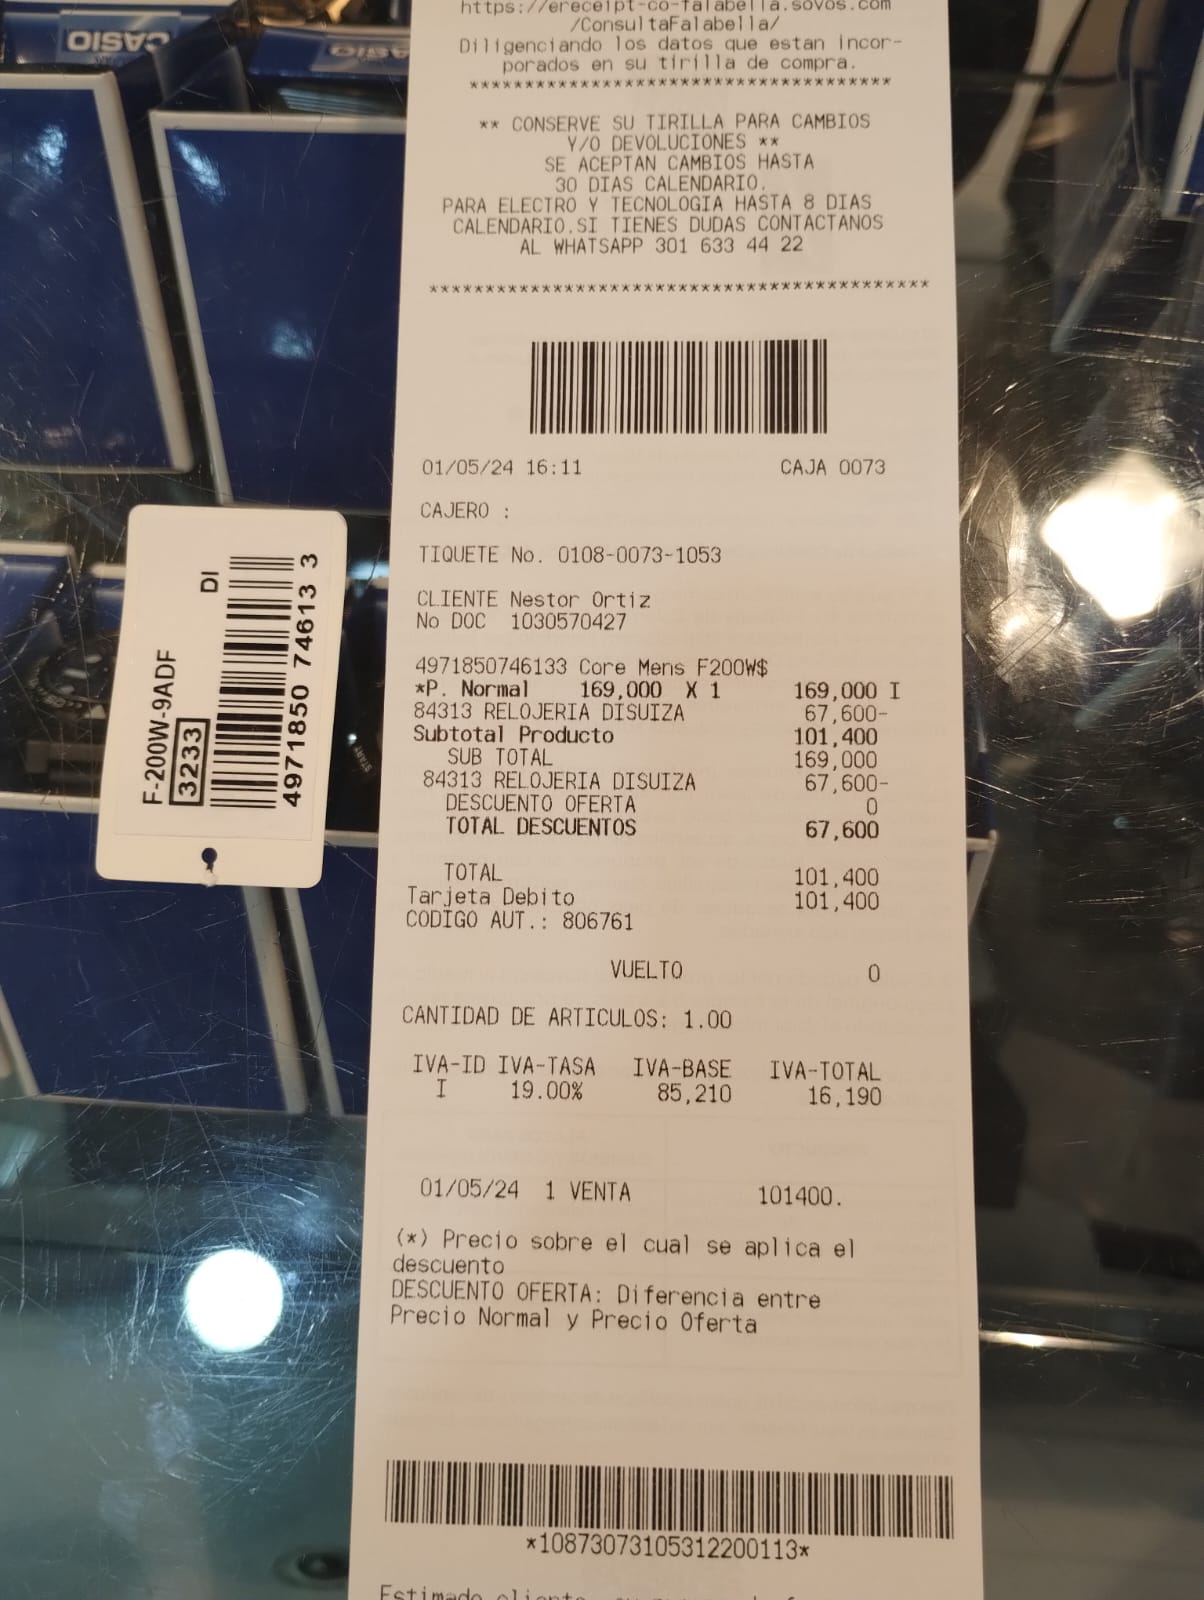 https://ereceipt-co-falabella.sovos.com
/ConsultaFalabella/
Diligenciando los datos que estan incor-
porados en su tirilla de compra.
****************************************
** CONSERVE SU TIRILLA PARA CAMBIOS
Y/O DEVOLUCIONES **
SE ACEPTAN CAMBIOS HASTA
30 DIAS CALENDARIO.
PARA ELECTRO Y TECNOLOGIA HASTA 8 DIAS
CALENDARIO.SI TIENES DUDAS CONTACTANOS
AL WHATSAPP 301 633 44 22
********************************************
01/05/24 16:11 CAJA 0073
CAJERO :
TIQUETE No. 0108-0073-1053
CLIENTE Nestor Ortiz
No DOC 1030570427
4971850746133 Core Mens F200W$
*P. Normal 169,000 X 1 169,000 I
84313 RELOJERIA DISUIZA 67,600-
Subtotal Producto 101,400
SUB TOTAL 169,000
84313 RELOJERIA DISUIZA 67,600-
DESCUENTO OFERTA 0
TOTAL DESCUENTOS 67,600
TOTAL 101,400
Tarjeta Debito 101,400
CODIGO AUT.: 806761
VUELTO 0
CANTIDAD DE ARTICULOS: 1.00
IVA-ID IVA-TASA IVA-BASE IVA-TOTAL
I 19.00% 85,210 16,190
01/05/24 1 VENTA 101400.
(*) Precio sobre el cual se aplica el
descuento
DESCUENTO OFERTA: Diferencia entre
Precio Normal y Precio Oferta
*10873073105312200113*
Estimado cliente
CASIO
CASIO
F-200W-9ADF
3233
DI
4971850 74613 3
START